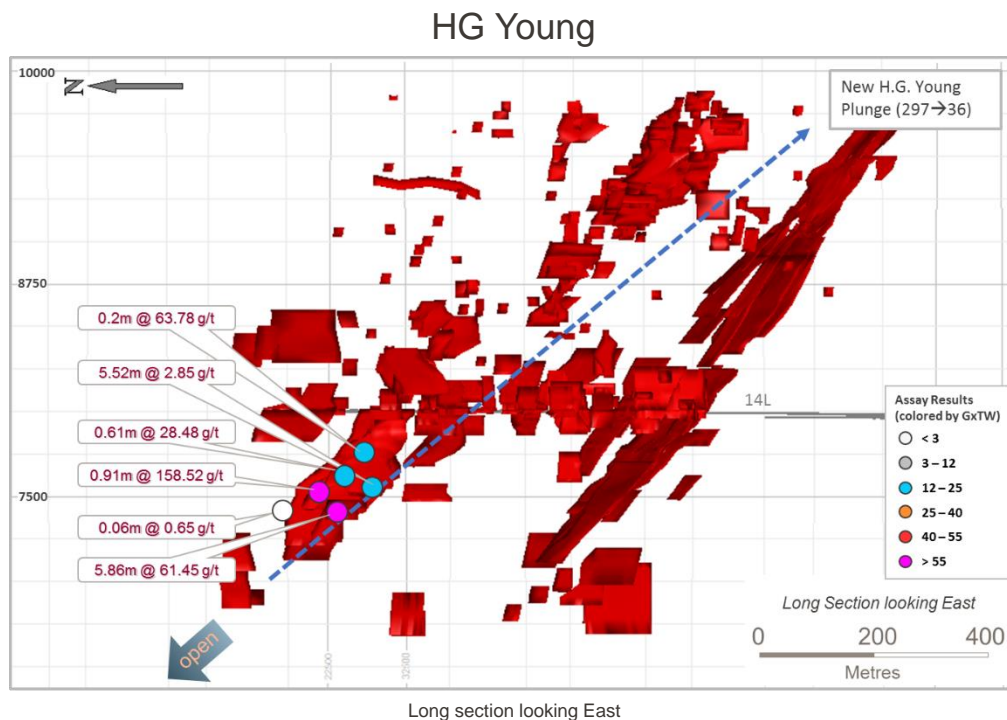 HG Young
10000
N
New H.G. Young
Plunge (297→36)
8750
0.2m @ 63.78 g/t
5.52m @ 2.85 g/t
0.61m @ 28.48 g/t
0.91m @ 158.52 g/t
0.06m @ 0.65 g/t
5.86m @ 61.45 g/t
7500
14L
Assay Results
(colored by GxTW)
< 3
3 – 12
12 – 25
25 – 40
40 – 55
> 55
open
22500
Long Section looking East
0 200 400
Metres
Long section looking East